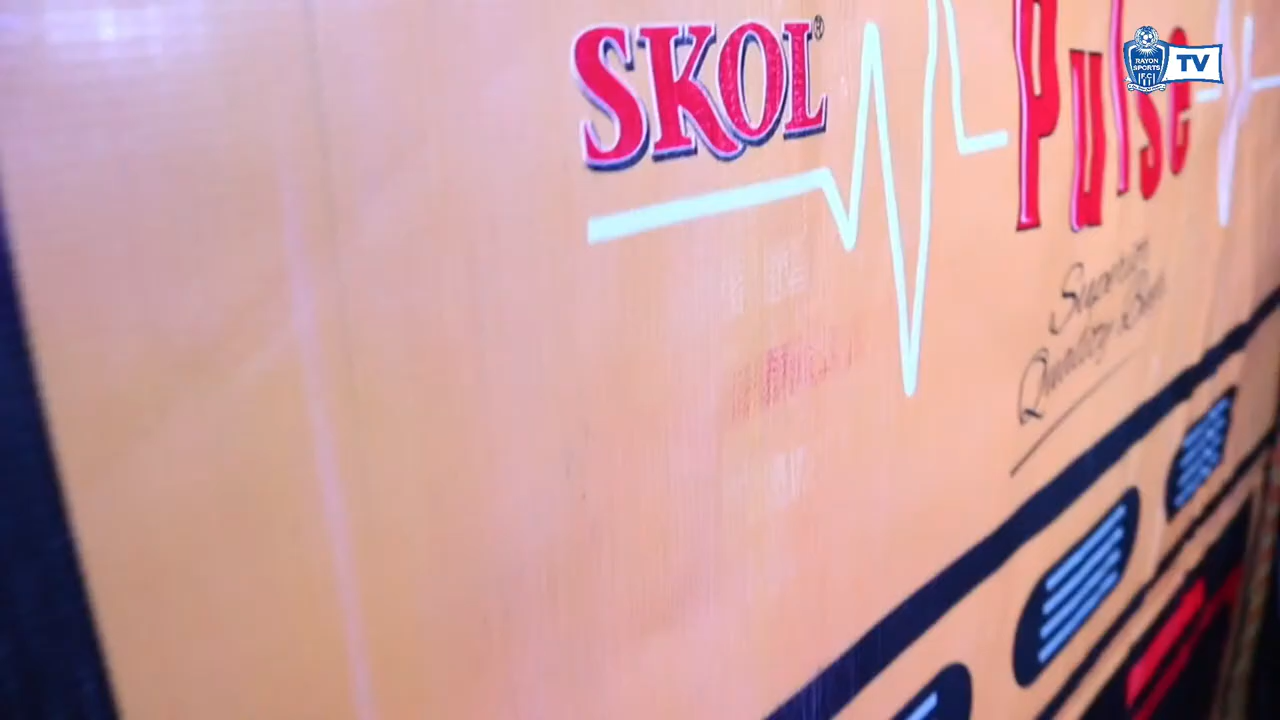 SKOL®
Pulse
Superior
Quality Beer
RAYON
SPORTS
F.C
TV